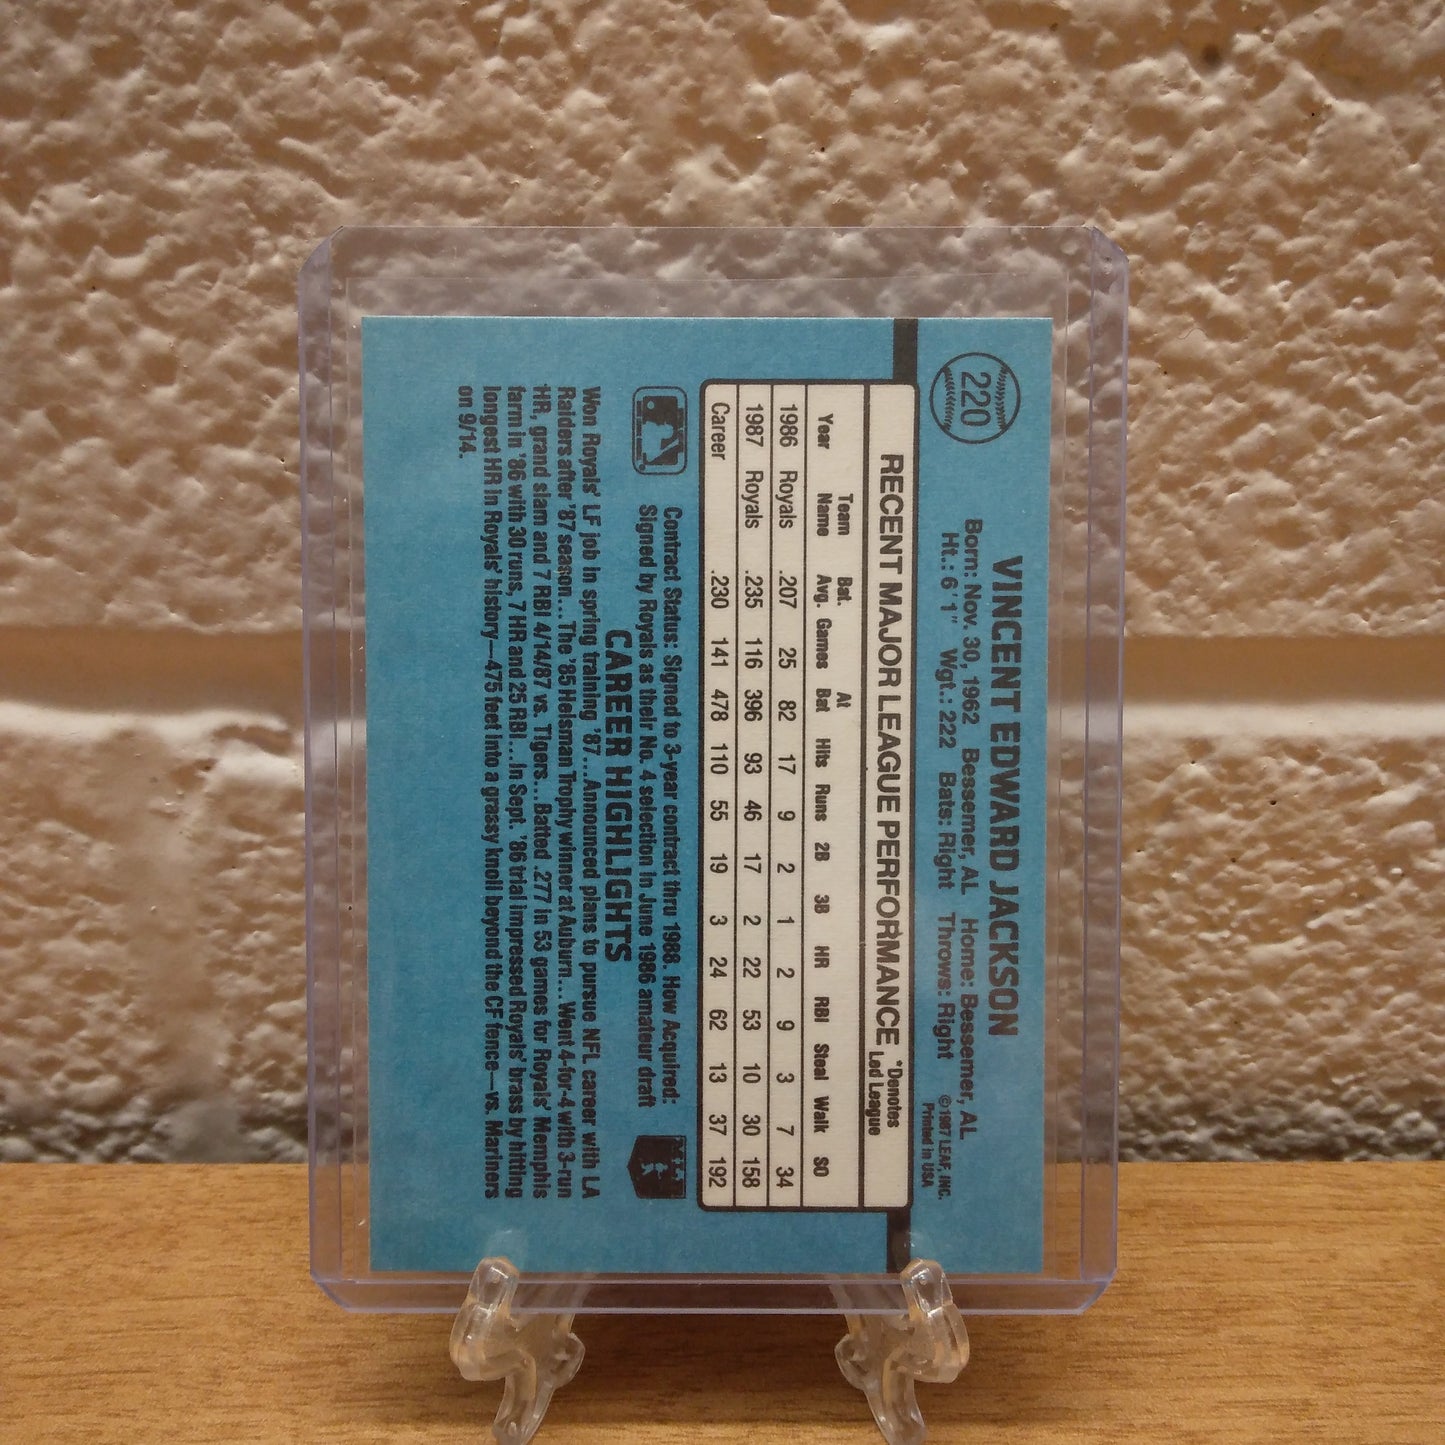 220
VINCENT EDWARD JACKSON
Born: Nov. 30, 1962 Bessemer, AL Home: Bessemer, AL
Ht.: 6'1" Wgt.: 222 Bats: Right Throws: Right
©1987 LEAF, INC.
Printed in USA
RECENT MAJOR LEAGUE PERFORMANCE
*Denotes
Led League
Year Team Name Bat. Avg. Games At Bat Hits Runs 2B 3B HR RBI Steal Walk SO
1986 Royals .207 25 82 17 9 2 1 2 9 3 7 34
1987 Royals .235 116 396 93 46 17 2 22 53 10 30 158
Career .230 141 478 110 55 19 3 24 62 13 37 192
Contract Status: Signed to 3-year contract thru 1988. How Acquired:
Signed by Royals as their No. 4 selection in June 1986 amateur draft
CAREER HIGHLIGHTS
Won Royals' LF job in spring training '87...Announced plans to pursue NFL career with LA
Raiders after '87 season...The '85 Heisman Trophy winner at Auburn...Went 4-for-4 with 3-run
HR, grand slam and 7 RBI 4/14/87 vs. Tigers...Batted .277 in 53 games for Royals' Memphis
farm in '86 with 30 runs, 7 HR and 25 RBI...In Sept. '86 trial impressed Royals' brass by hitting
longest HR in Royals' history—475 feet into a grassy knoll beyond the CF fence—vs. Mariners
on 9/14.